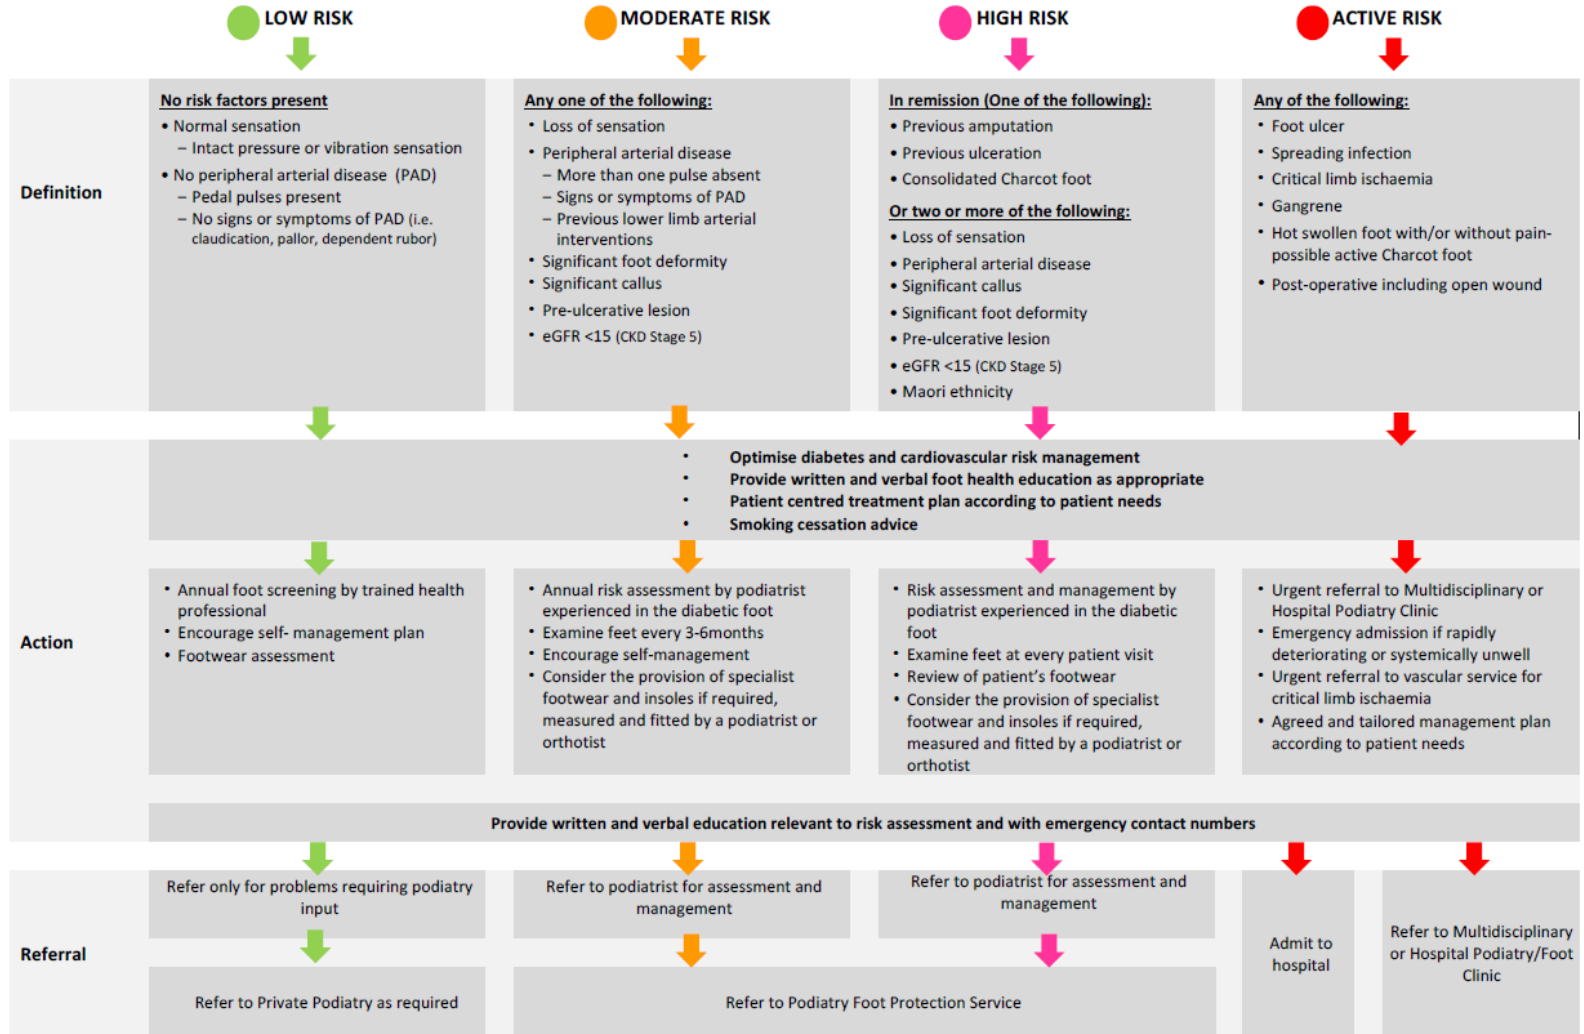 LOW RISK
MODERATE RISK
HIGH RISK
ACTIVE RISK
Definition
No risk factors present
• Normal sensation
– Intact pressure or vibration sensation
• No peripheral arterial disease (PAD)
– Pedal pulses present
– No signs or symptoms of PAD (i.e.
claudication, pallor, dependent rubor)
Any one of the following:
• Loss of sensation
• Peripheral arterial disease
– More than one pulse absent
– Signs or symptoms of PAD
– Previous lower limb arterial
interventions
• Significant foot deformity
• Significant callus
• Pre-ulcerative lesion
• eGFR <15 (CKD Stage 5)
In remission (One of the following):
• Previous amputation
• Previous ulceration
• Consolidated Charcot foot
Or two or more of the following:
• Loss of sensation
• Peripheral arterial disease
• Significant callus
• Significant foot deformity
• Pre-ulcerative lesion
• eGFR <15 (CKD Stage 5)
• Maori ethnicity
Any of the following:
• Foot ulcer
• Spreading infection
• Critical limb ischaemia
• Gangrene
• Hot swollen foot with/or without pain-
possible active Charcot foot
• Post-operative including open wound
Action
• Optimise diabetes and cardiovascular risk management
• Provide written and verbal foot health education as appropriate
• Patient centred treatment plan according to patient needs
• Smoking cessation advice
• Annual foot screening by trained health
professional
• Encourage self- management plan
• Footwear assessment
• Annual risk assessment by podiatrist
experienced in the diabetic foot
• Examine feet every 3-6months
• Encourage self-management
• Consider the provision of specialist
footwear and insoles if required,
measured and fitted by a podiatrist or
orthotist
• Risk assessment and management by
podiatrist experienced in the diabetic
foot
• Examine feet at every patient visit
• Review of patient's footwear
• Consider the provision of specialist
footwear and insoles if required,
measured and fitted by a podiatrist or
orthotist
• Urgent referral to Multidisciplinary or
Hospital Podiatry Clinic
• Emergency admission if rapidly
deteriorating or systemically unwell
• Urgent referral to vascular service for
critical limb ischaemia
• Agreed and tailored management plan
according to patient needs
Provide written and verbal education relevant to risk assessment and with emergency contact numbers
Referral
Refer only for problems requiring podiatry
input
Refer to podiatrist for assessment and
management
Refer to podiatrist for assessment and
management
Refer to Private Podiatry as required
Refer to Podiatry Foot Protection Service
Admit to
hospital
Refer to Multidisciplinary
or Hospital Podiatry/Foot
Clinic